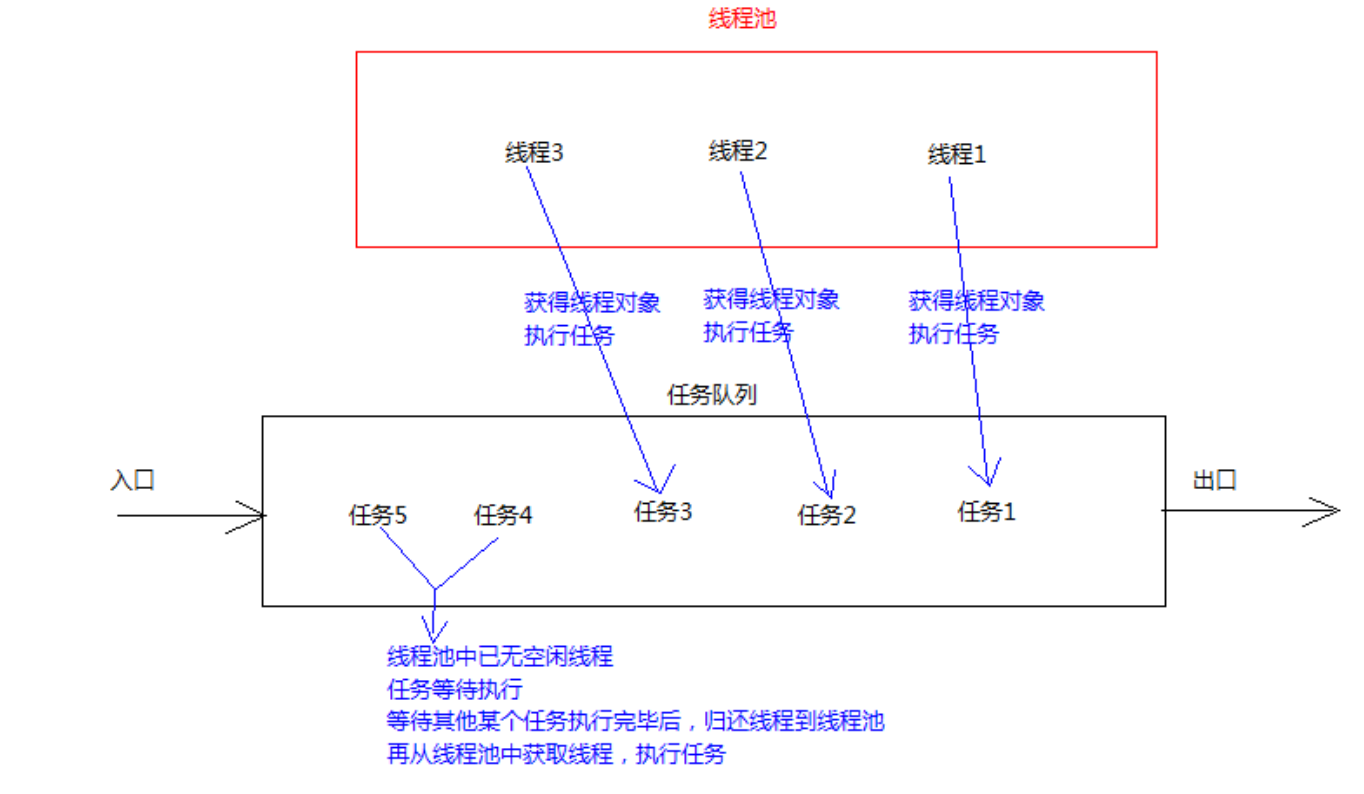 线程池
线程3
线程2
线程1
获得线程对象
执行任务
获得线程对象
执行任务
获得线程对象
执行任务
任务队列
入口
出口
任务5
任务4
任务3
任务2
任务1
线程池中已无空闲线程
任务等待执行
等待其他某个任务执行完毕后，归还线程到线程池
再从线程池中获取线程，执行任务